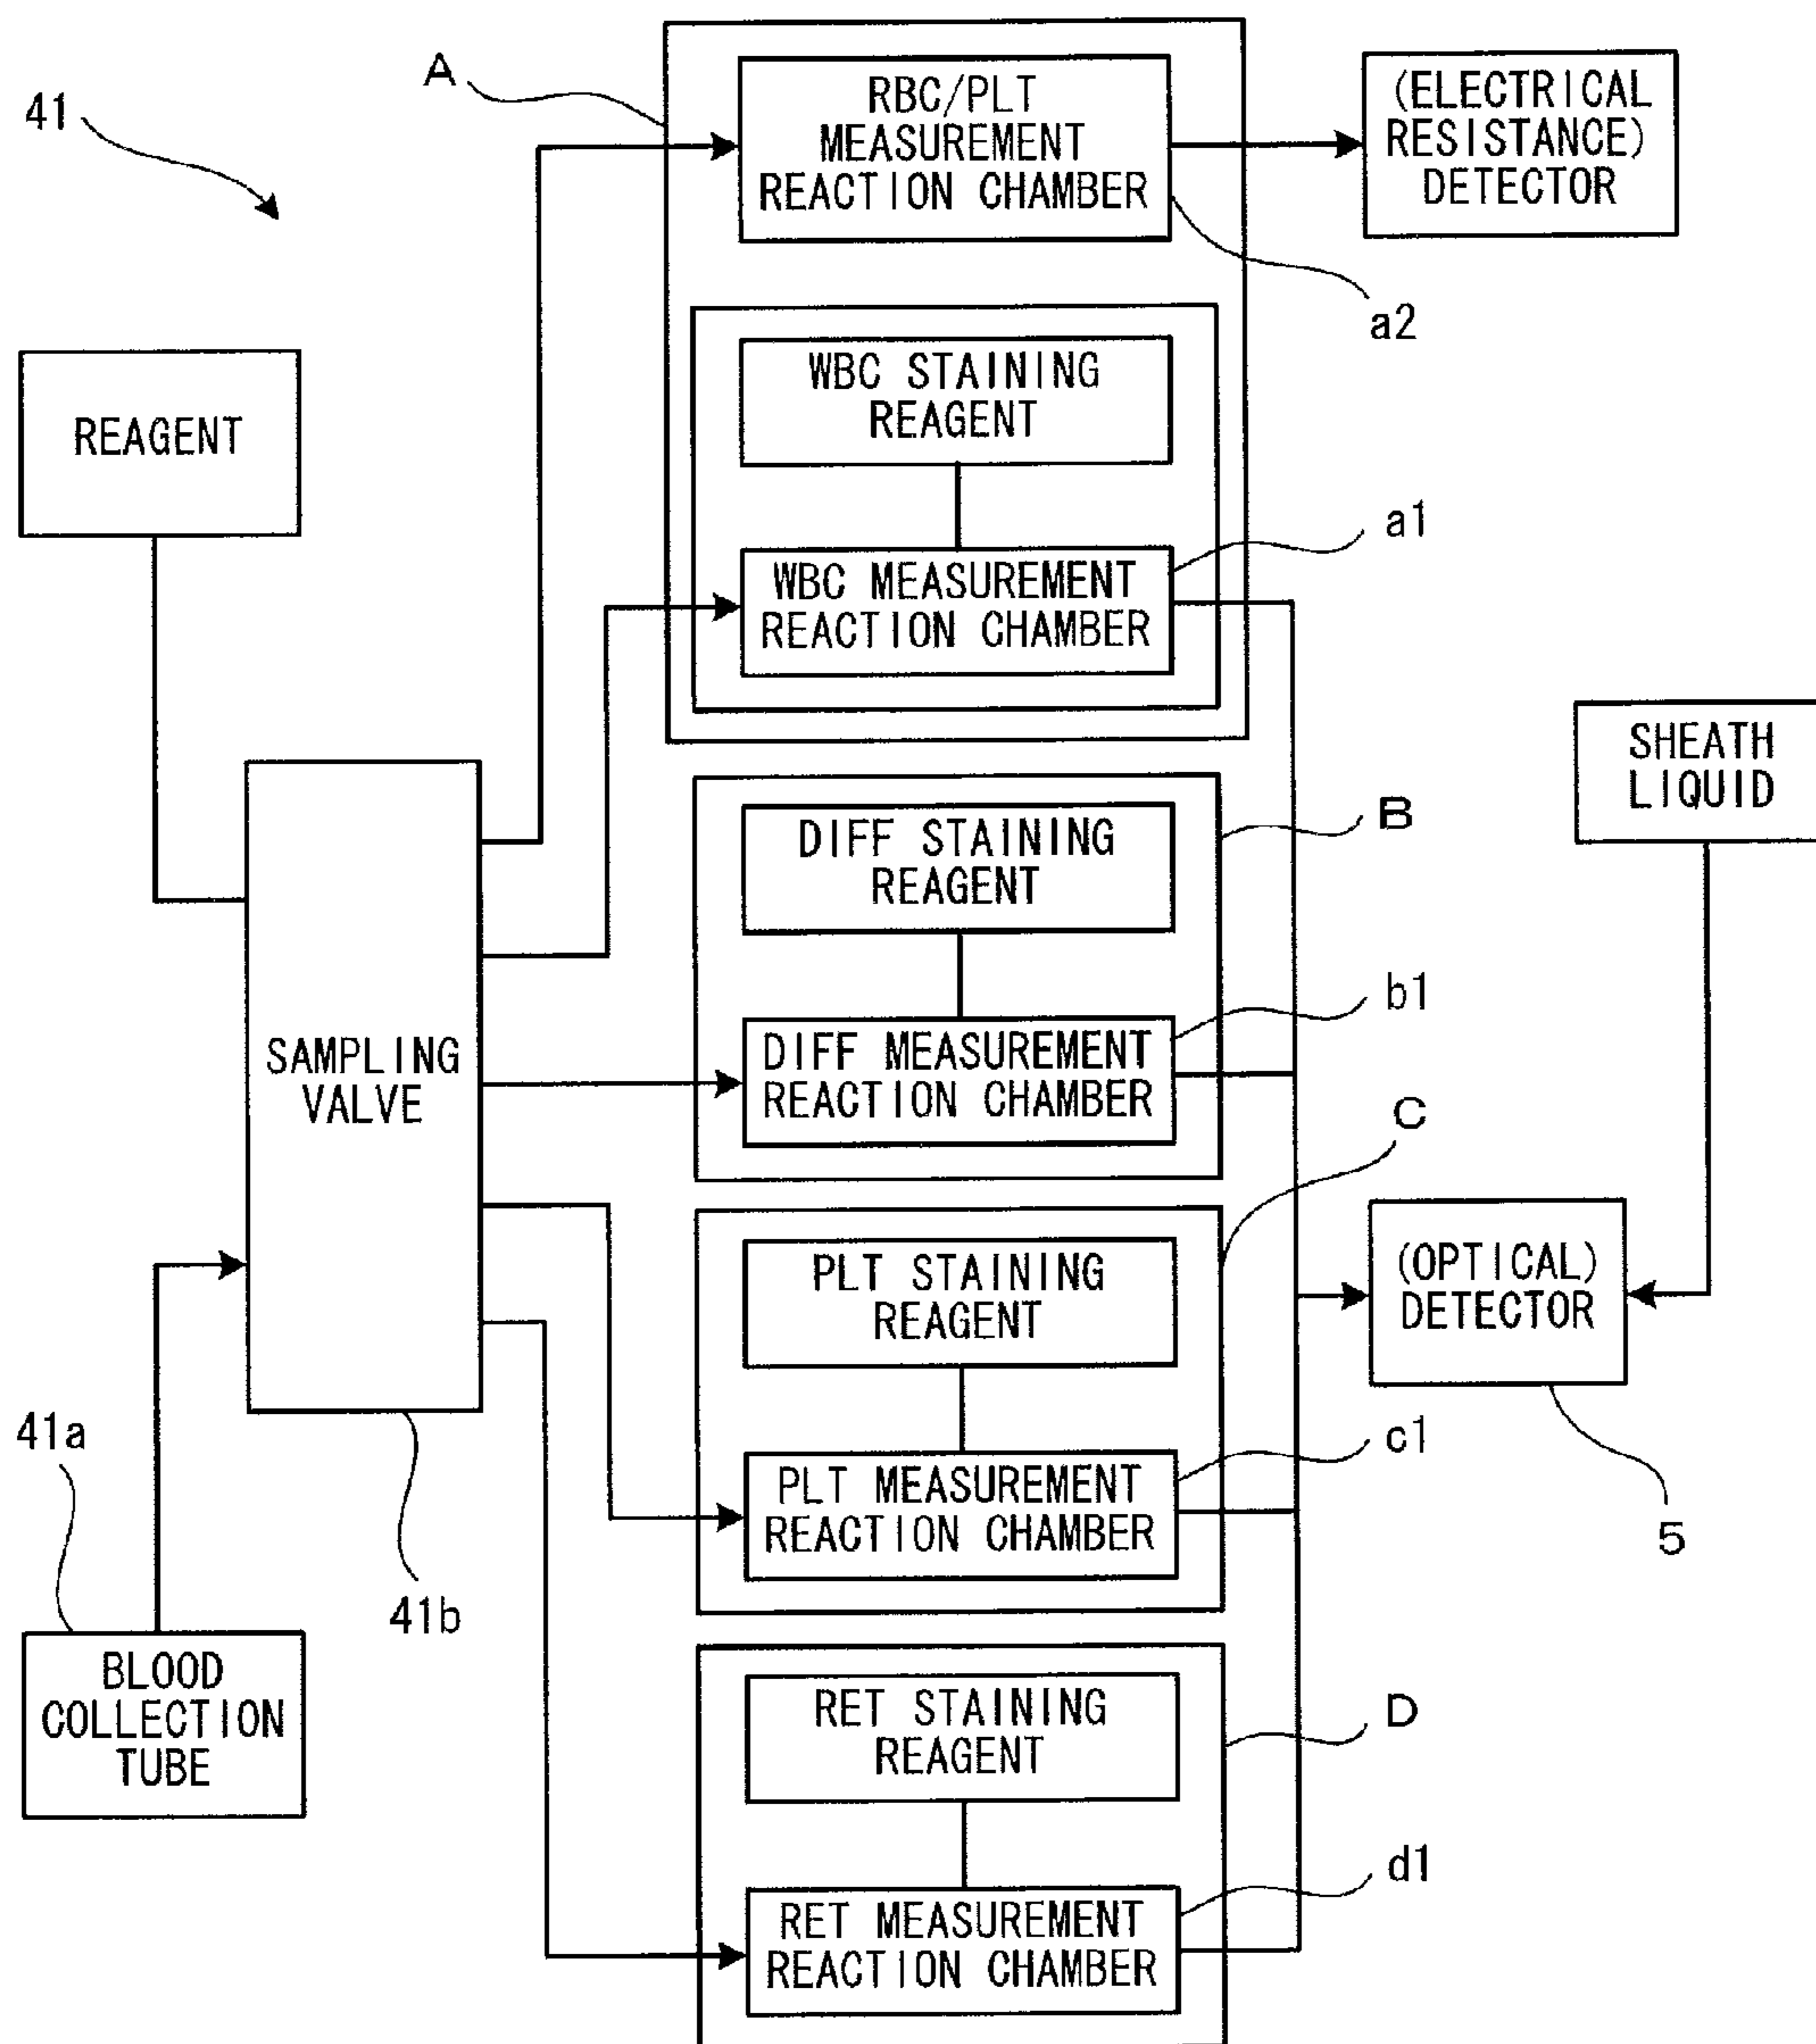 41
A
RBC/PLT
MEASUREMENT
REACTION CHAMBER
(ELECTRICAL
RESISTANCE)
DETECTOR
a2
REAGENT
WBC STAINING
REAGENT
a1
WBC MEASUREMENT
REACTION CHAMBER
SHEATH
LIQUID
B
DIFF STAINING
REAGENT
b1
SAMPLING
VALVE
DIFF MEASUREMENT
REACTION CHAMBER
C
PLT STAINING
REAGENT
(OPTICAL)
DETECTOR
41a
c1
PLT MEASUREMENT
REACTION CHAMBER
5
41b
BLOOD
COLLECTION
TUBE
RET STAINING
REAGENT
D
d1
RET MEASUREMENT
REACTION CHAMBER